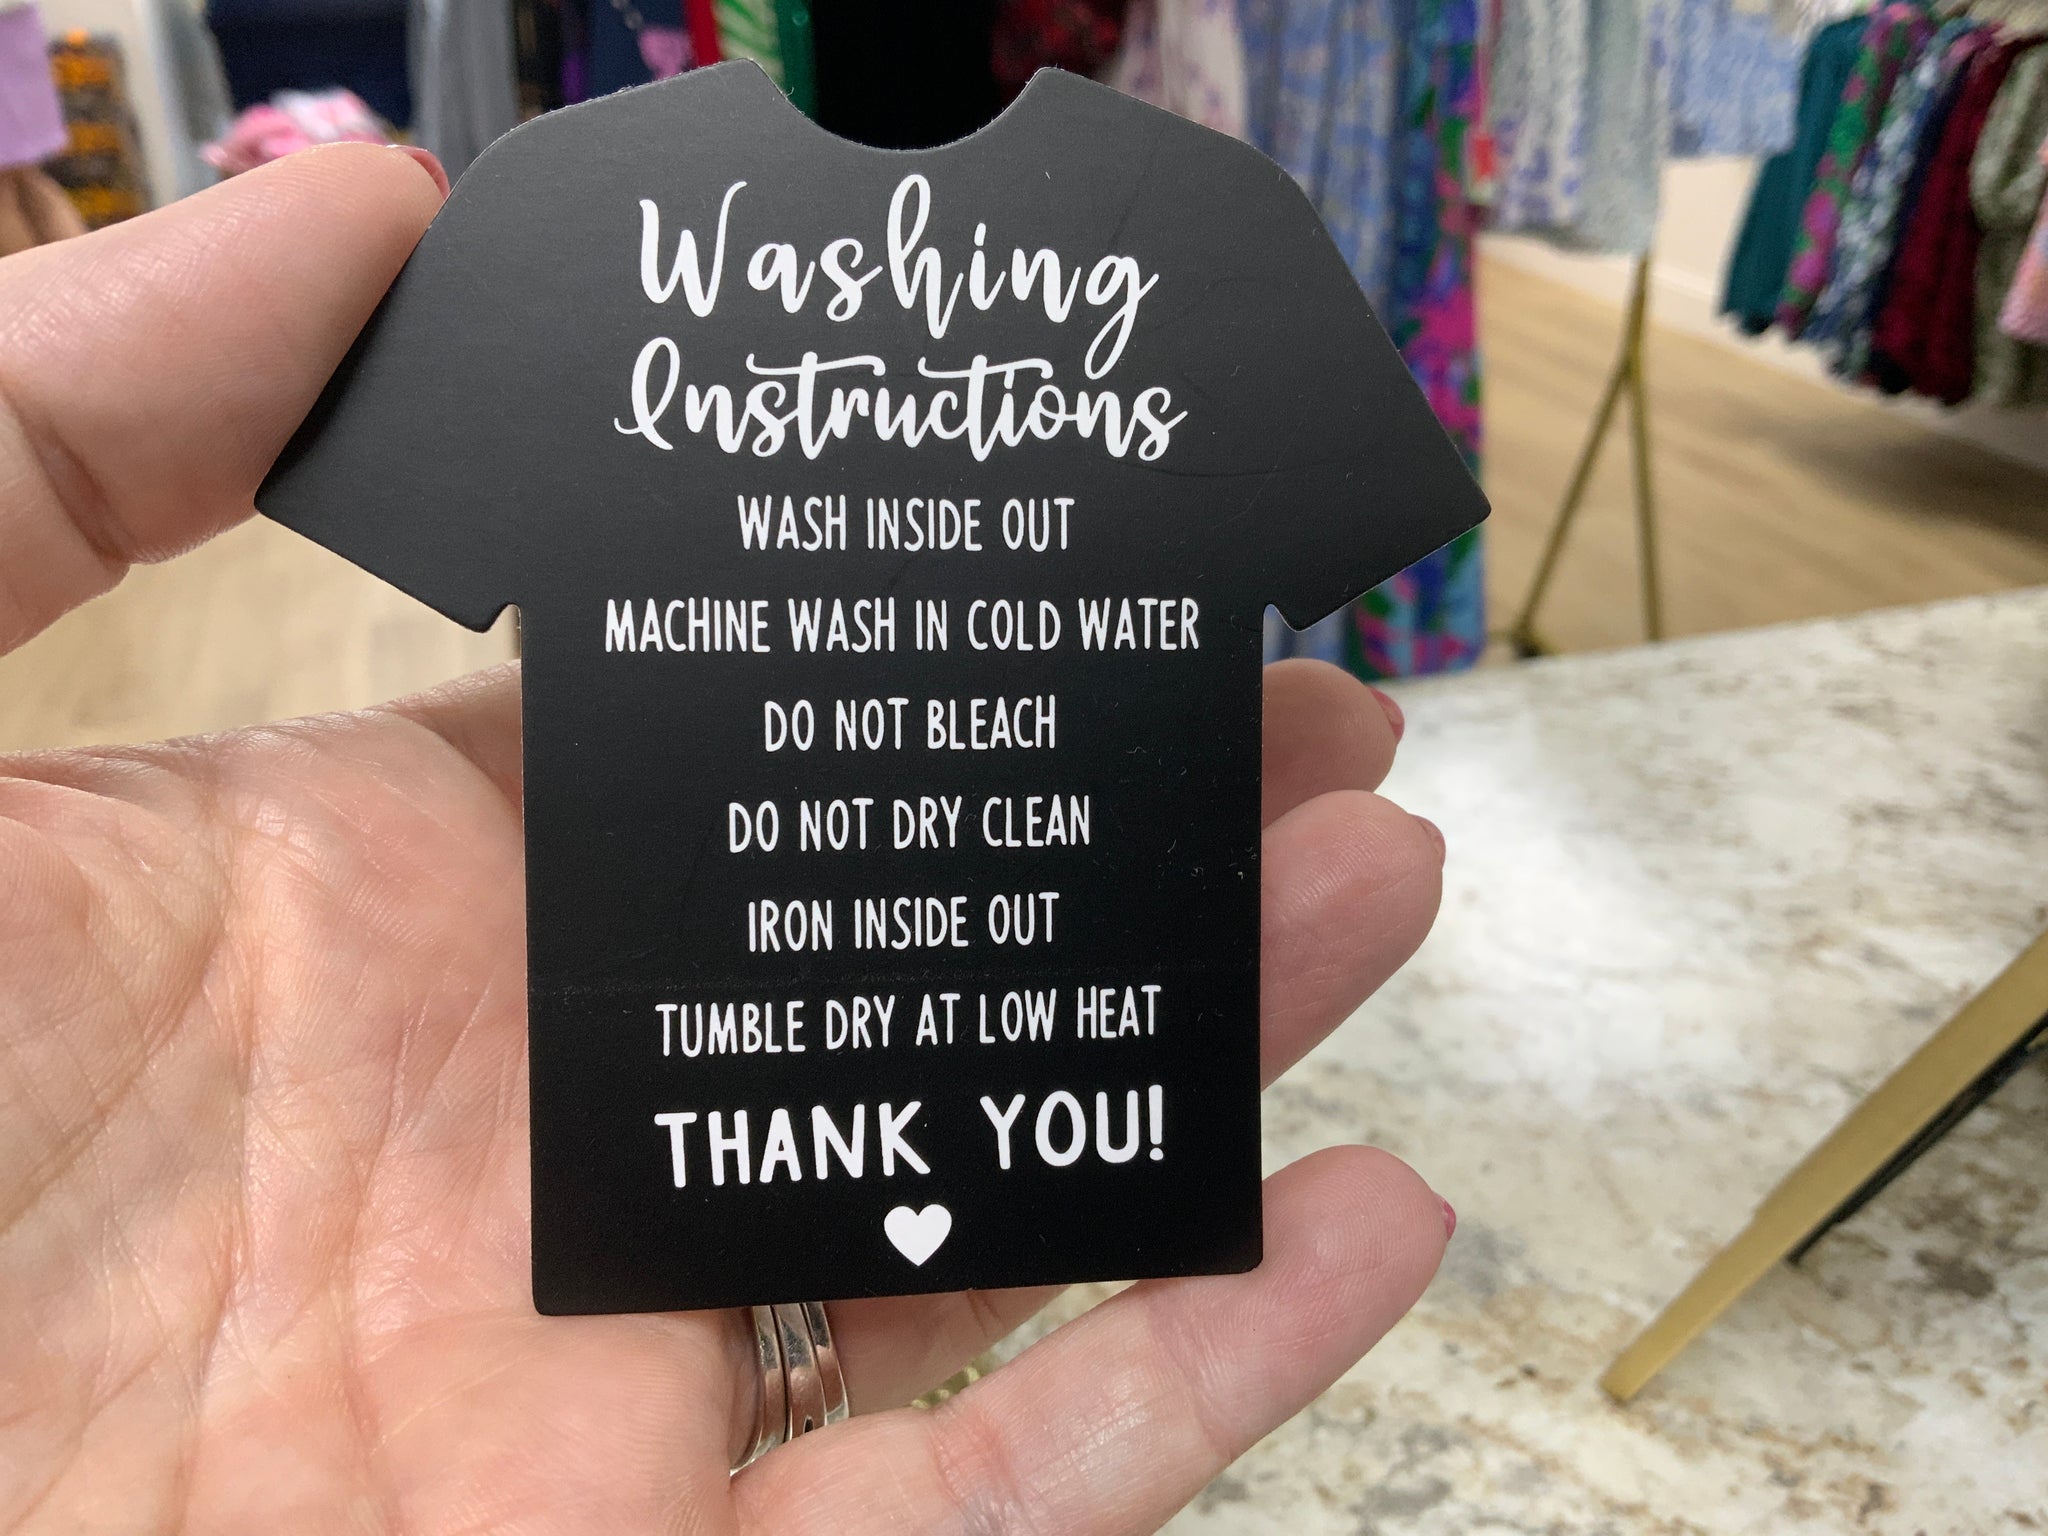 Washing
Instructions
WASH INSIDE OUT
MACHINE WASH IN COLD WATER
DO NOT BLEACH
DO NOT DRY CLEAN
IRON INSIDE OUT
TUMBLE DRY AT LOW HEAT
THANK YOU!